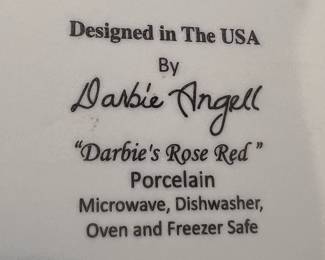 Designed in The USA
By
Darbie Angell
"Darbie's Rose Red"
Porcelain
Microwave, Dishwasher,
Oven and Freezer Safe